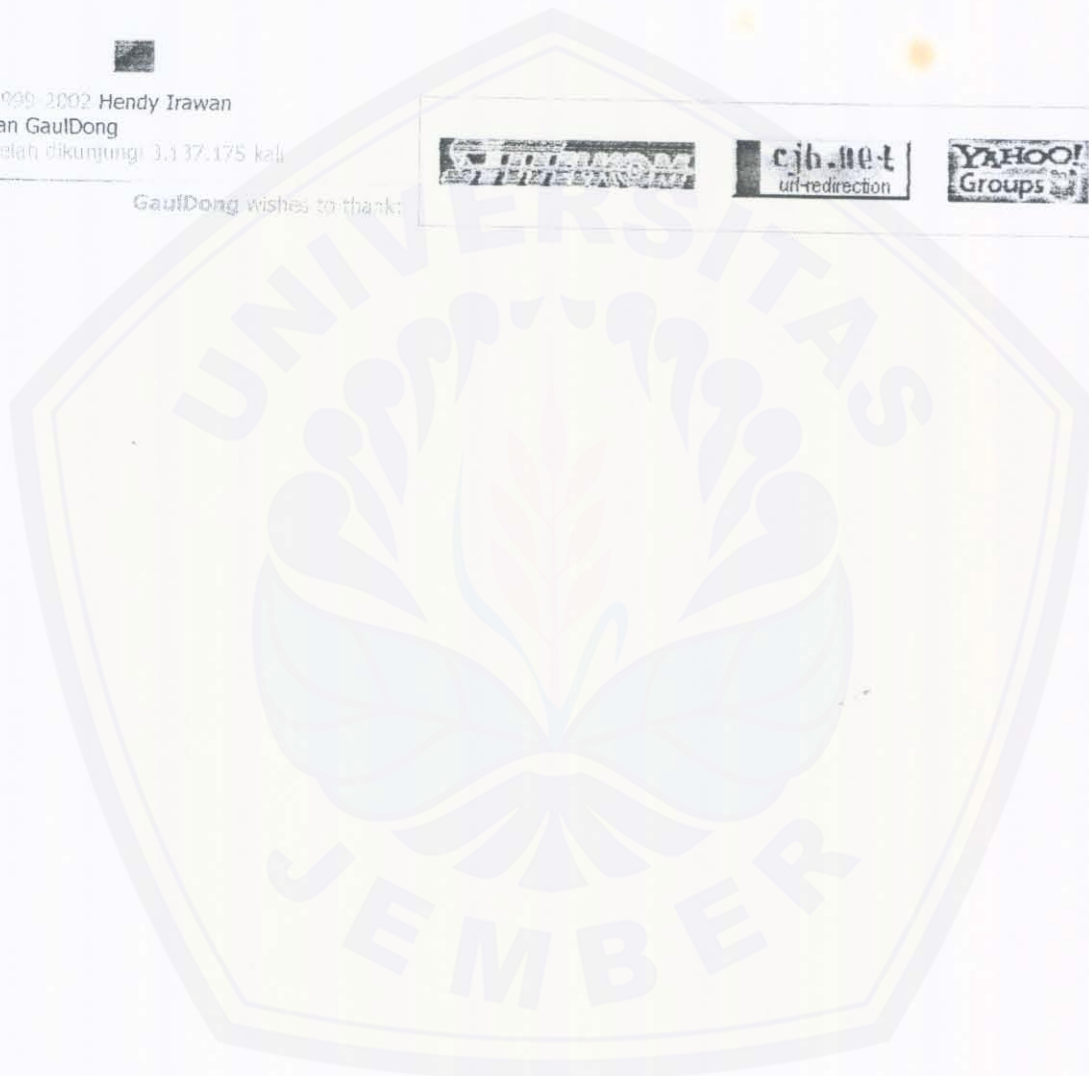 999-2002 Hendy Irawan
an GaulDong
elah dikunjungi 3.137.175 kali
GaulDong wishes to thank:
cjb.net
url-redirection
YAHOO!
Groups
UNIVERSITAS
JEMBER